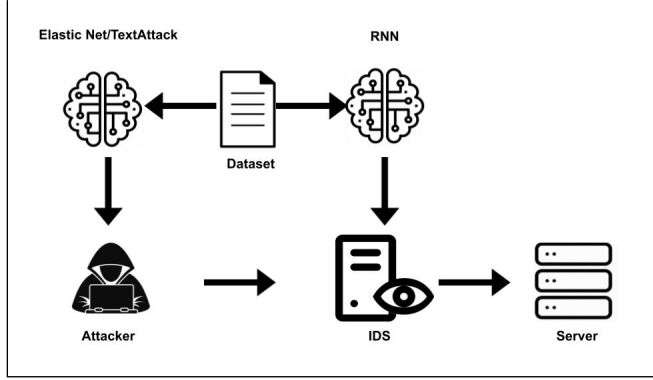 Elastic Net/TextAttack
RNN
Dataset
Attacker
IDS
Server